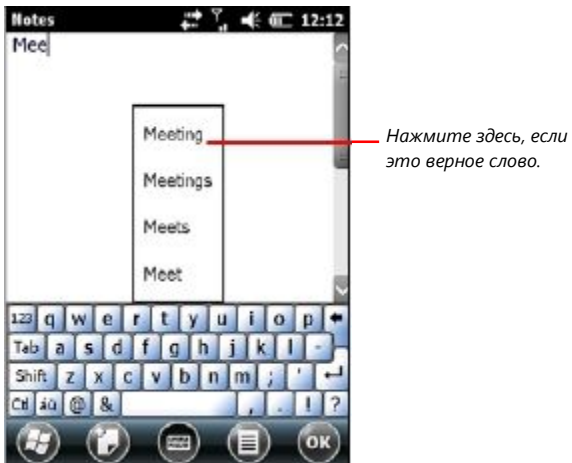 Notes 12:12
Mee
Meeting
Meetings
Meets
Meet
Нажмите здесь, если
это верное слово.
123 q w e r t y u i o p
Tab a s d f g h j k l -
Shift z x c v b n m ; '
Ctl áü @ & , . ! ?
OK